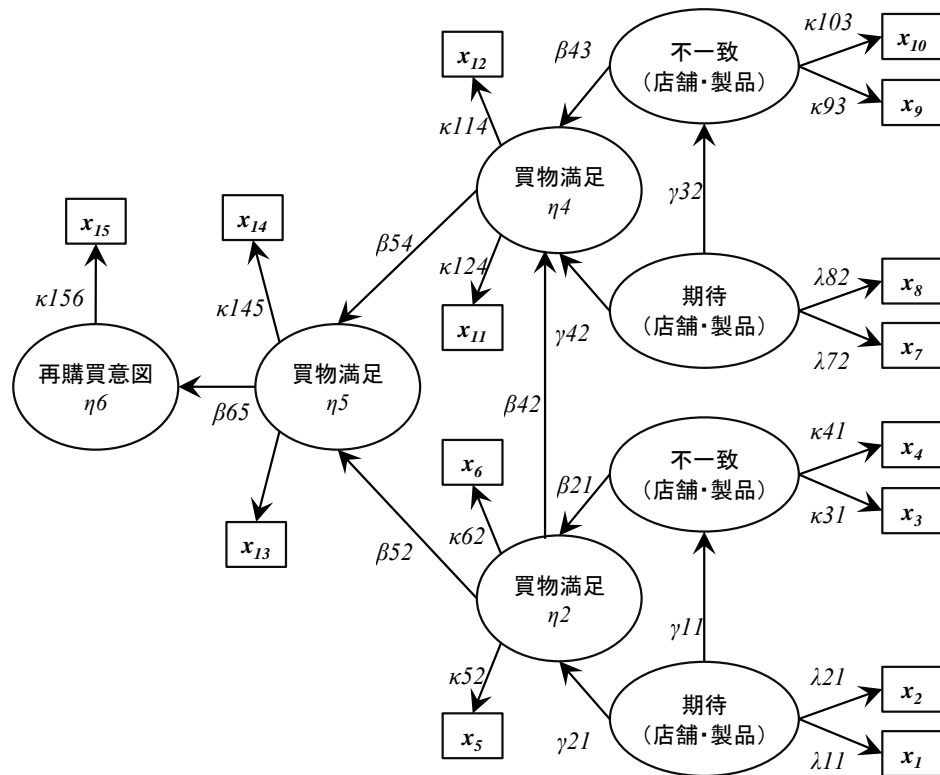 κ103
x10
不一致
(店舗・製品)
x12
β43
κ93
x9
κ114
買物満足
η4
γ32
x15
x14
β54
κ124
期待
(店舗・製品)
λ82
x8
κ156
κ145
x11
γ42
λ72
x7
再購買意図
η6
β65
買物満足
η5
β42
κ41
x4
不一致
(店舗・製品)
x6
β21
κ31
x3
x13
β52
κ62
買物満足
η2
γ11
κ52
λ21
x2
期待
(店舗・製品)
x5
γ21
λ11
x1